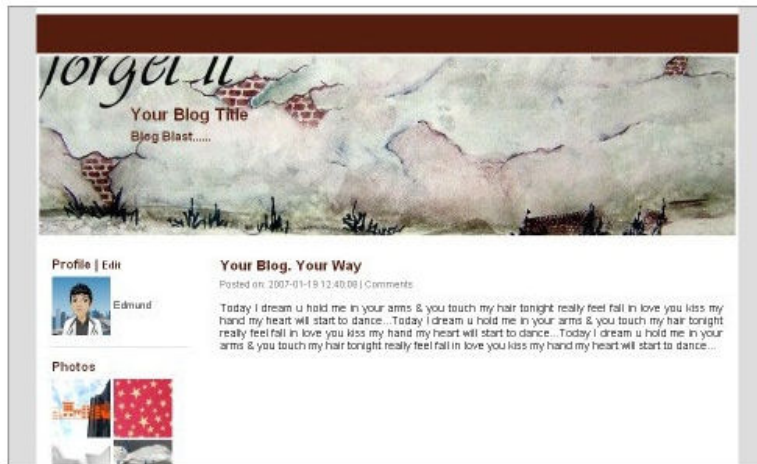 forget it
Your Blog Title
Blog Blast......
Profile | Edit
Edmund
Photos
Your Blog. Your Way
Posted on: 2007-01-19 12:40:08 | Comments
Today I dream u hold me in your arms & you touch my hair tonight really feel fall in love you kiss my
hand my heart will start to dance...Today I dream u hold me in your arms & you touch my hair tonight
really feel fall in love you kiss my hand my heart will start to dance...Today I dream u hold me in your
arms & you touch my hair tonight really feel fall in love you kiss my hand my heart will start to dance...